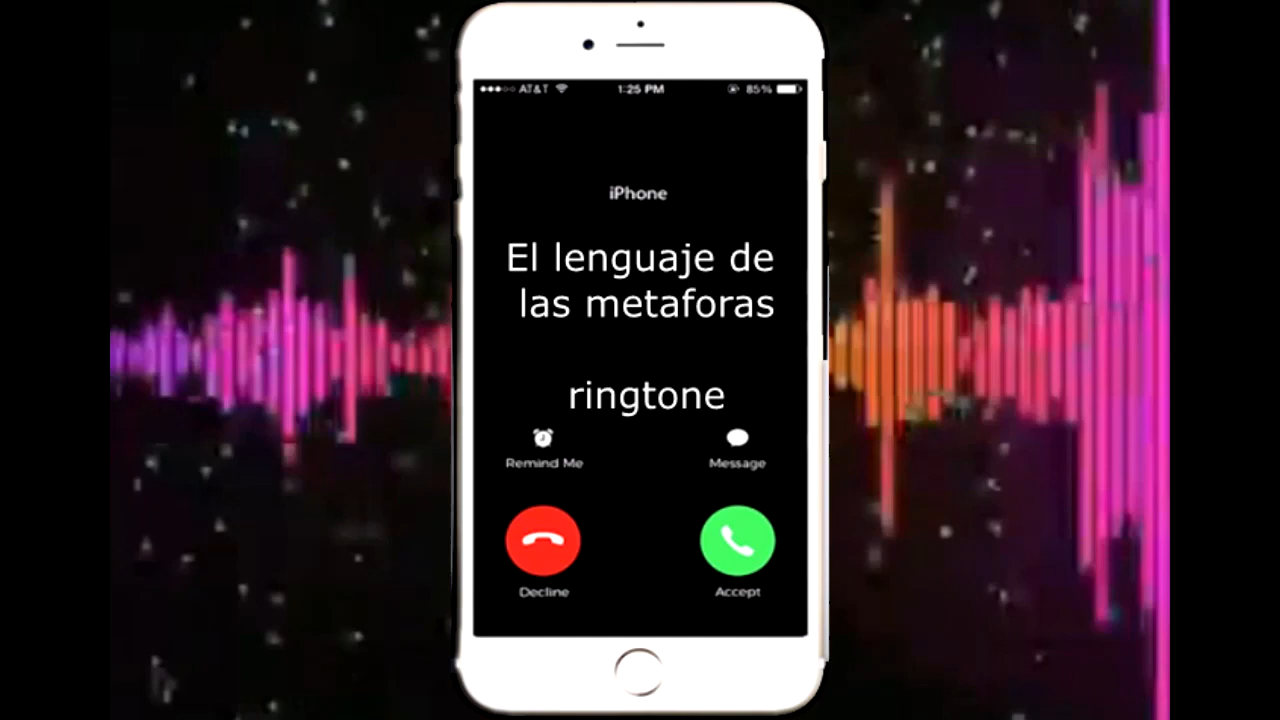 AT&T 1:25 PM 85%
iPhone
El lenguaje de
las metaforas
ringtone
Remind Me Message
Decline Accept